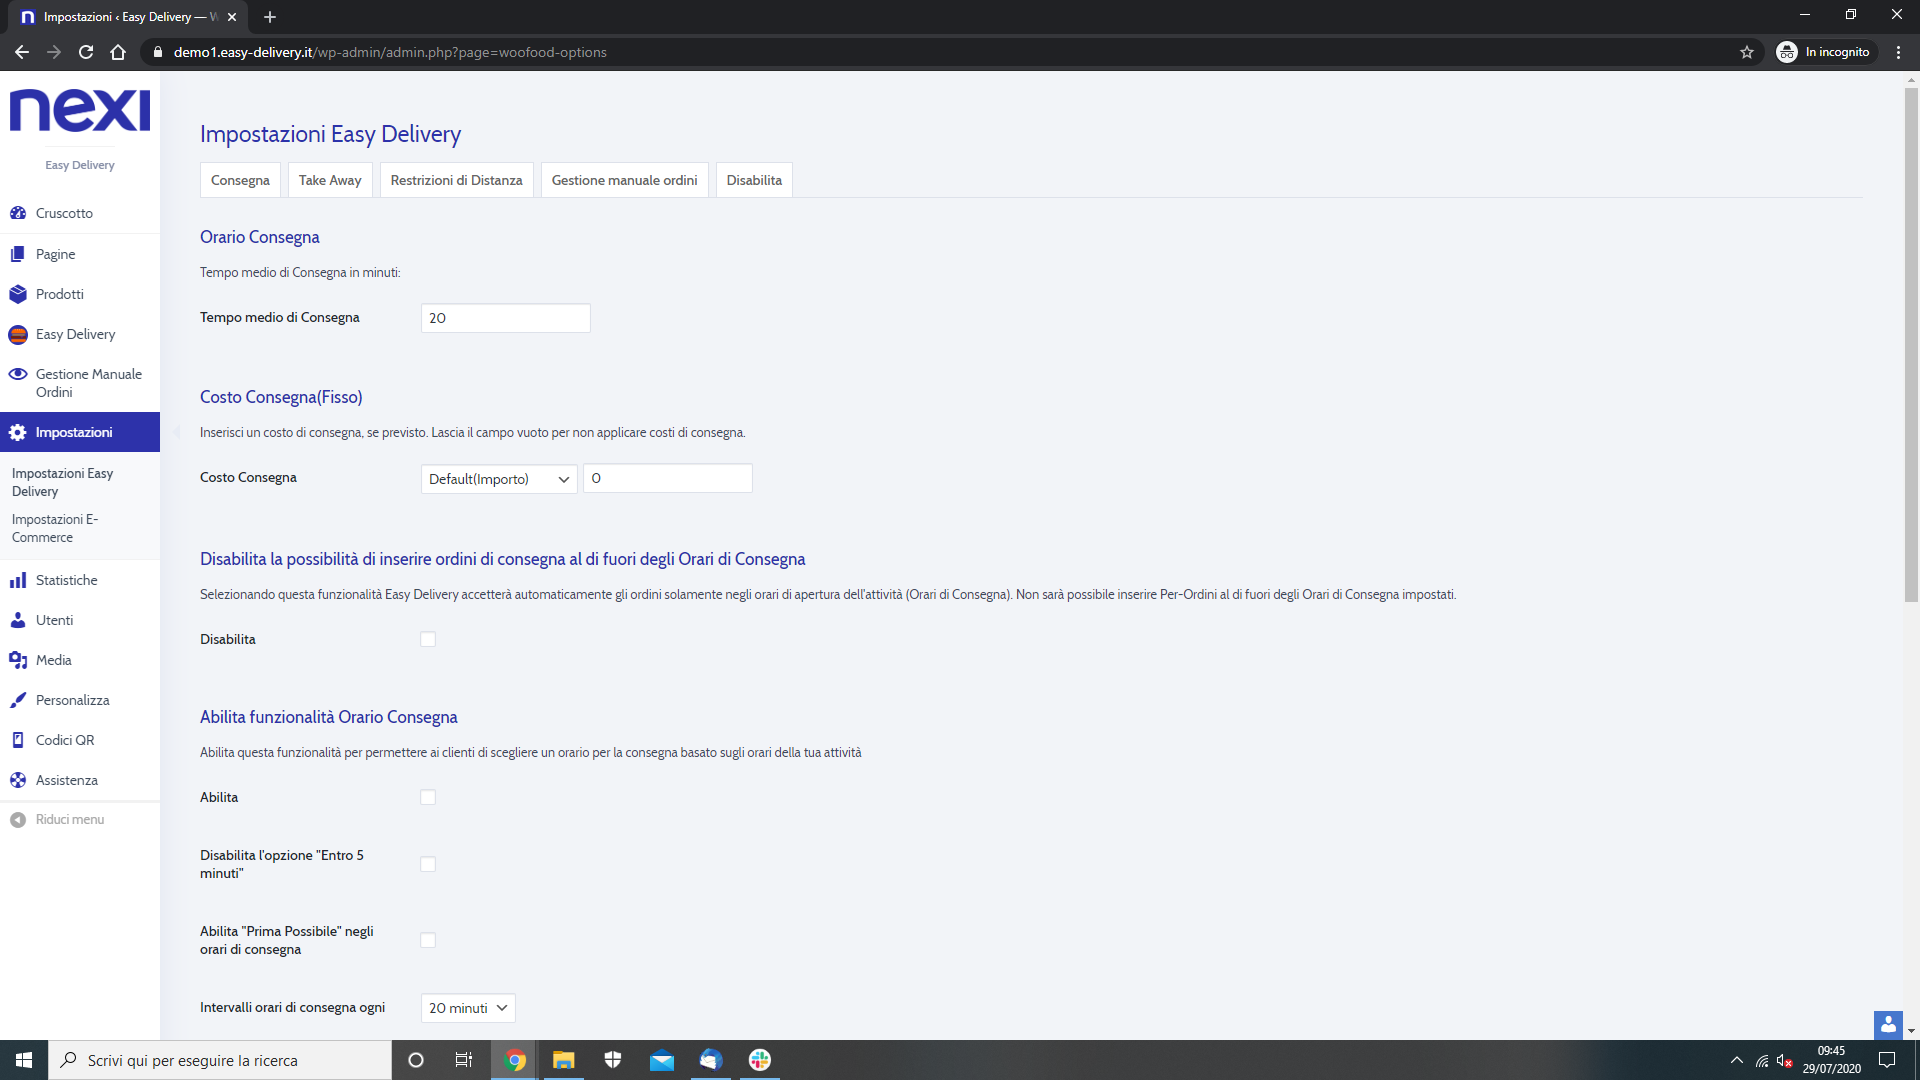 Impostazioni ‹ Easy Delivery — W
demo1.easy-delivery.it/wp-admin/admin.php?page=woofood-options
In incognito
nexi
Easy Delivery
Cruscotto
Pagine
Prodotti
Easy Delivery
Gestione Manuale
Ordini
Impostazioni
Impostazioni Easy
Delivery
Impostazioni E-
Commerce
Statistiche
Utenti
Media
Personalizza
Codici QR
Assistenza
Riduci menu
Impostazioni Easy Delivery
Consegna
Take Away
Restrizioni di Distanza
Gestione manuale ordini
Disabilita
Orario Consegna
Tempo medio di Consegna in minuti:
Tempo medio di Consegna
20
Costo Consegna(Fisso)
Inserisci un costo di consegna, se previsto. Lascia il campo vuoto per non applicare costi di consegna.
Costo Consegna
Default(Importo)
0
Disabilita la possibilità di inserire ordini di consegna al di fuori degli Orari di Consegna
Selezionando questa funzionalità Easy Delivery accetterà automaticamente gli ordini solamente negli orari di apertura dell'attività (Orari di Consegna). Non sarà possibile inserire Per-Ordini al di fuori degli Orari di Consegna impostati.
Disabilita
Abilita funzionalità Orario Consegna
Abilita questa funzionalità per permettere ai clienti di scegliere un orario per la consegna basato sugli orari della tua attività
Abilita
Disabilita l'opzione "Entro 5
minuti"
Abilita "Prima Possibile" negli
orari di consegna
Intervalli orari di consegna ogni
20 minuti
Scrivi qui per eseguire la ricerca
09:45
29/07/2020